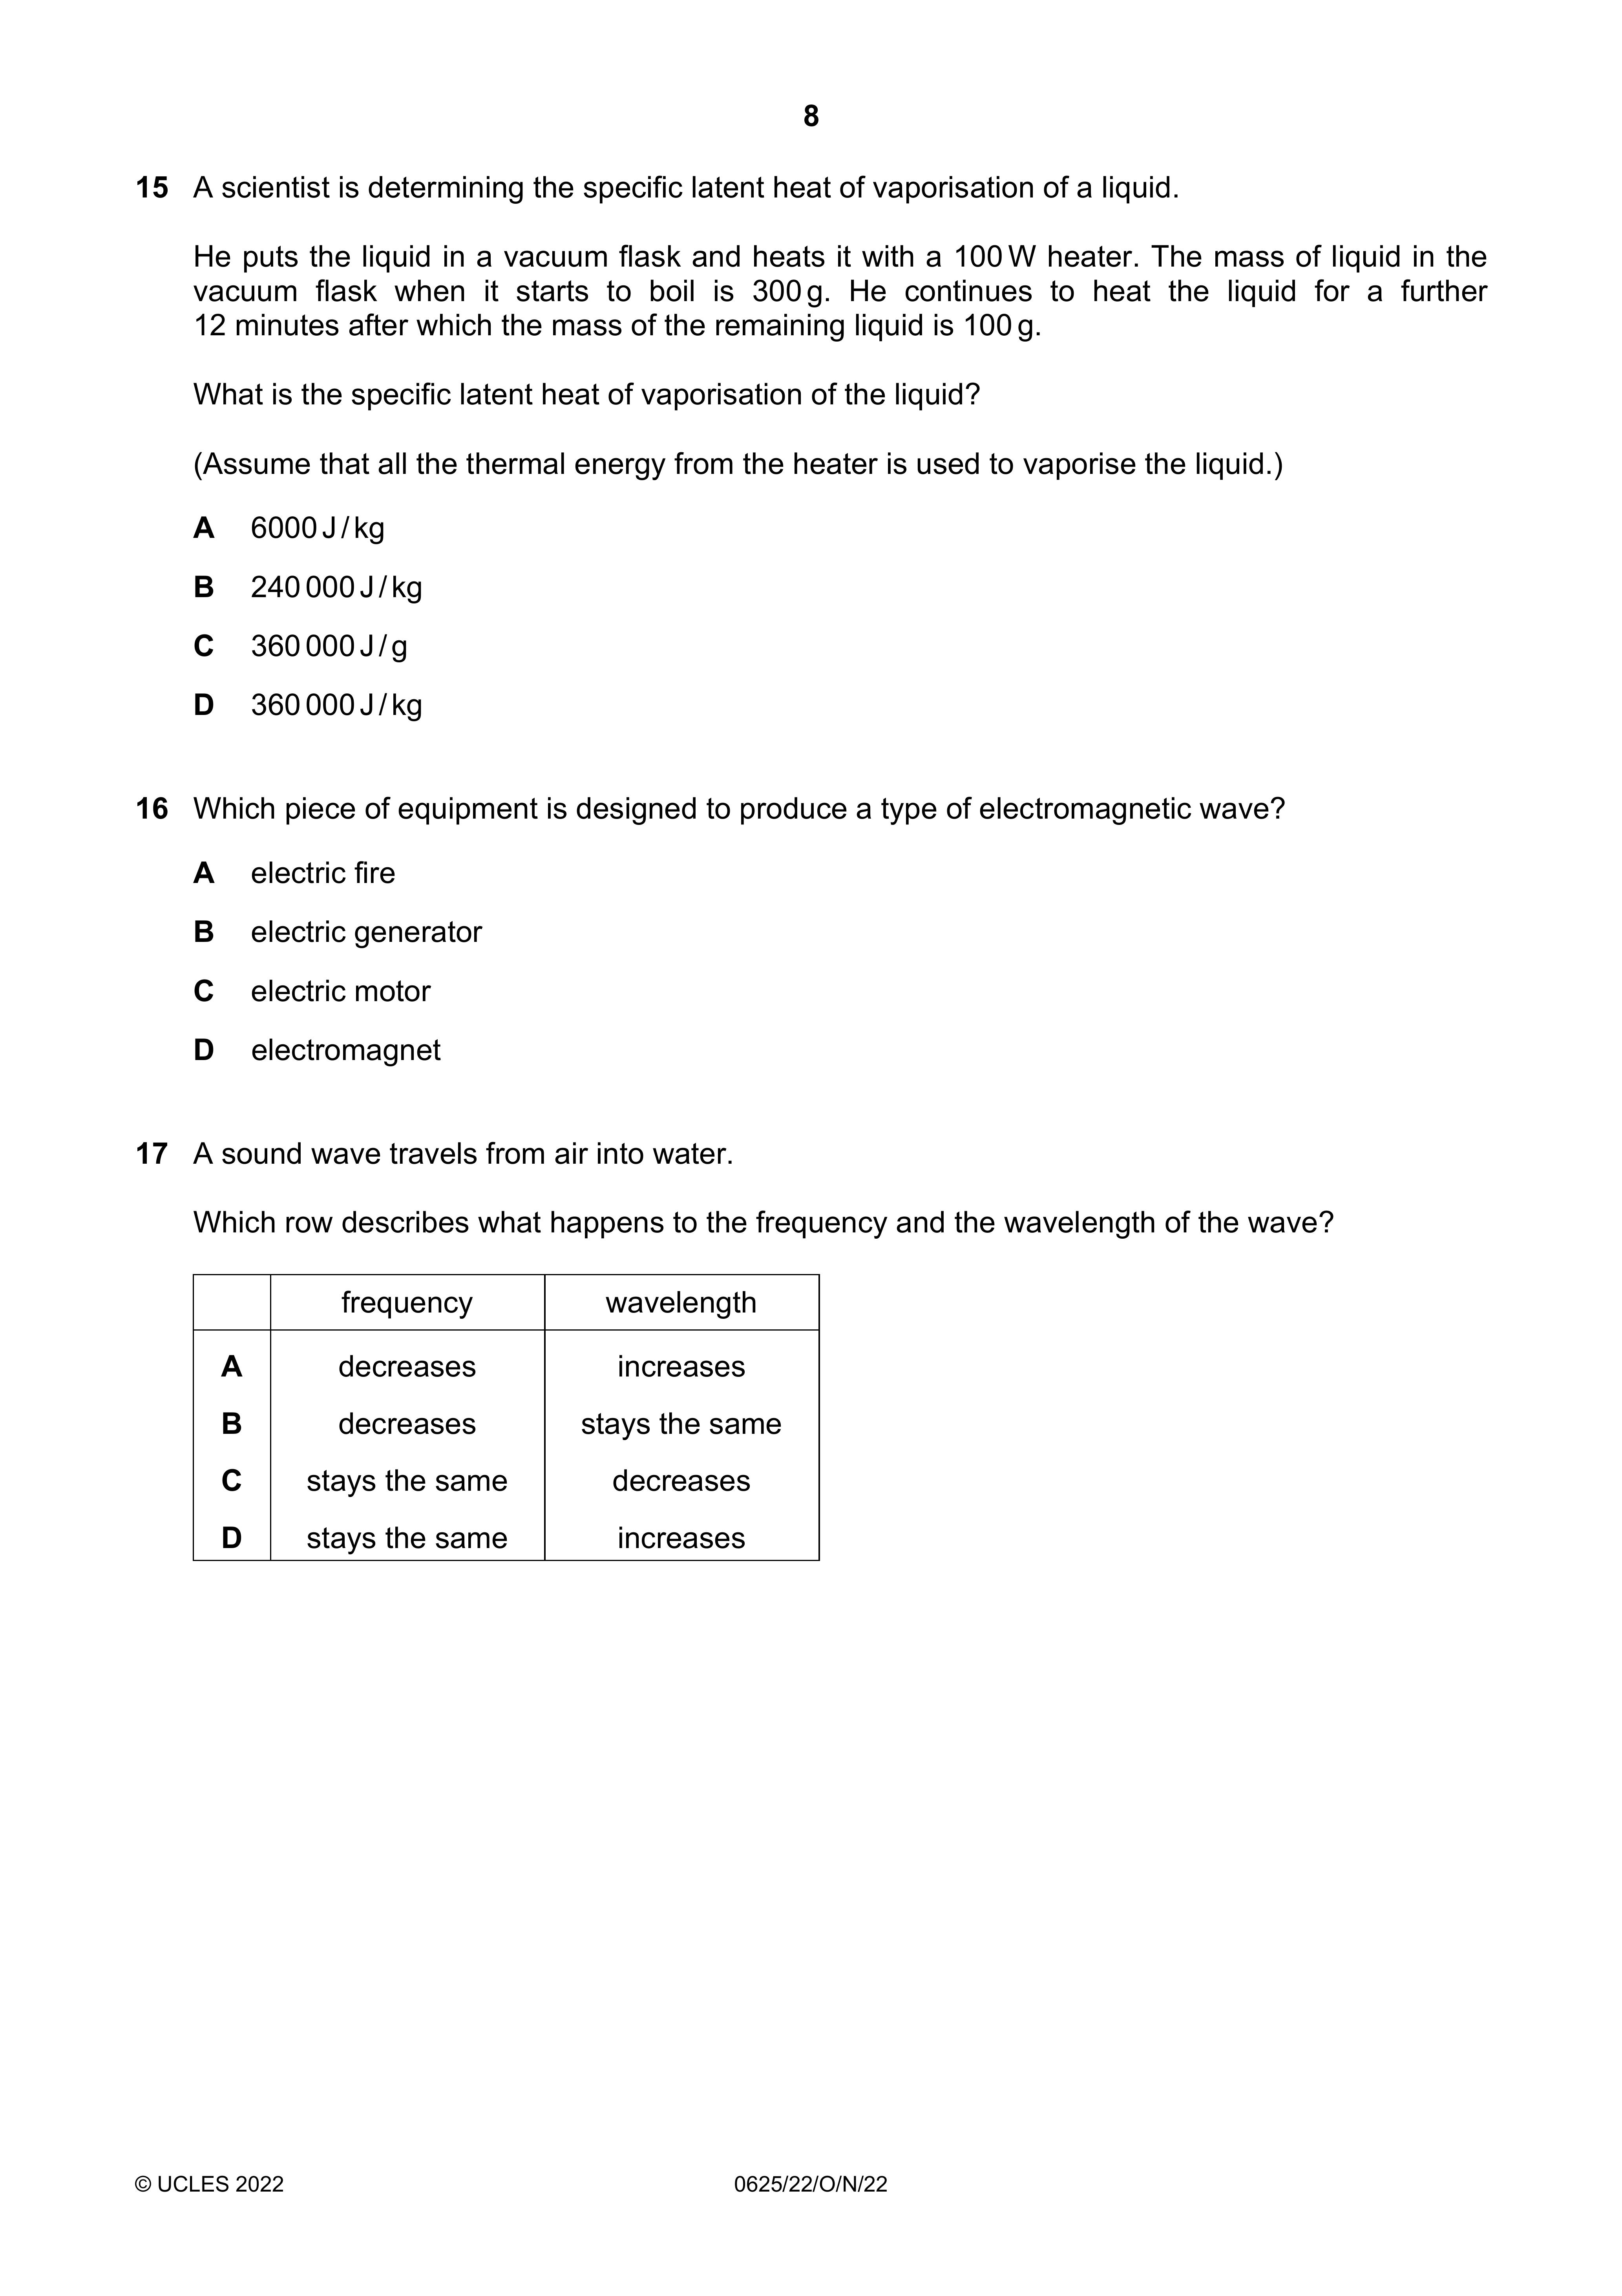 8
15 A scientist is determining the specific latent heat of vaporisation of a liquid.
He puts the liquid in a vacuum flask and heats it with a 100 W heater. The mass of liquid in the
vacuum flask when it starts to boil is 300 g. He continues to heat the liquid for a further
12 minutes after which the mass of the remaining liquid is 100 g.
What is the specific latent heat of vaporisation of the liquid?
(Assume that all the thermal energy from the heater is used to vaporise the liquid.)
A 6000 J / kg
B 240 000 J / kg
C 360 000 J / g
D 360 000 J / kg
16 Which piece of equipment is designed to produce a type of electromagnetic wave?
A electric fire
B electric generator
C electric motor
D electromagnet
17 A sound wave travels from air into water.
Which row describes what happens to the frequency and the wavelength of the wave?
frequency wavelength
A decreases increases
B decreases stays the same
C stays the same decreases
D stays the same increases
© UCLES 2022 0625/22/O/N/22